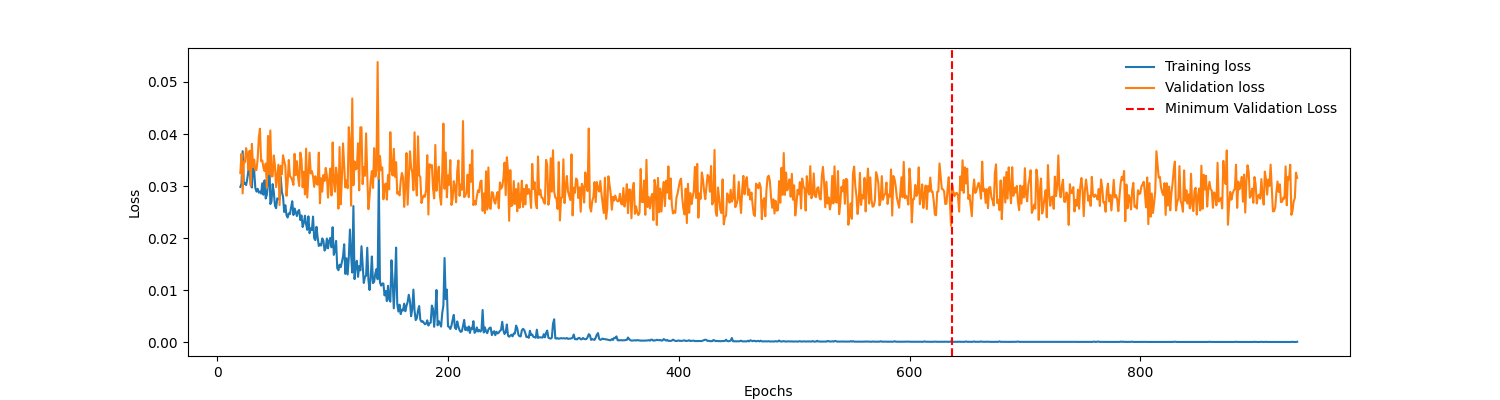 Training loss
Validation loss
Minimum Validation Loss
0.05
0.04
0.03
0.02
0.01
0.00
Loss
0 200 400 600 800
Epochs